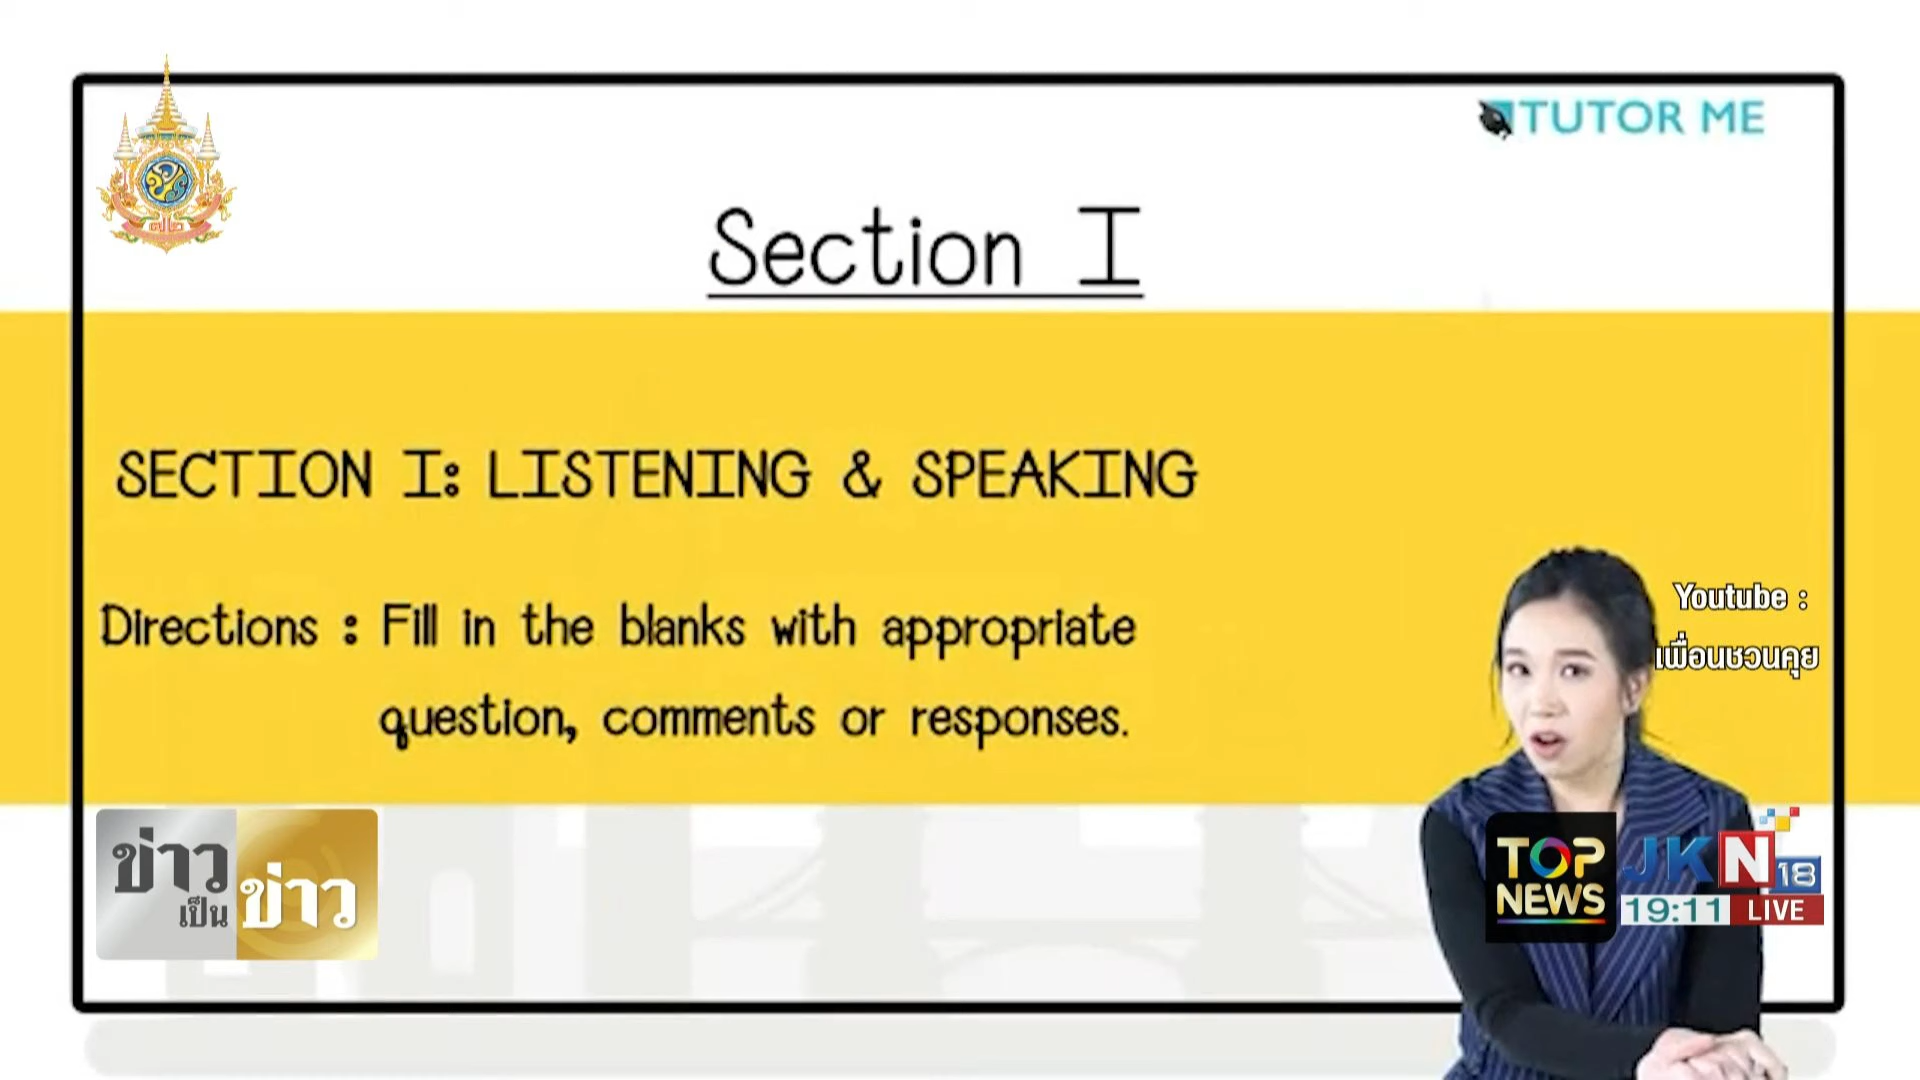 TUTOR ME
Section I
SECTION I: LISTENING & SPEAKING
Directions : Fill in the blanks with appropriate
question, comments or responses.
Youtube :
เพื่อนชวนคุย
ข่าว
เป็น
ข่าว
TOP
NEWS
JKN
18
19:11 LIVE